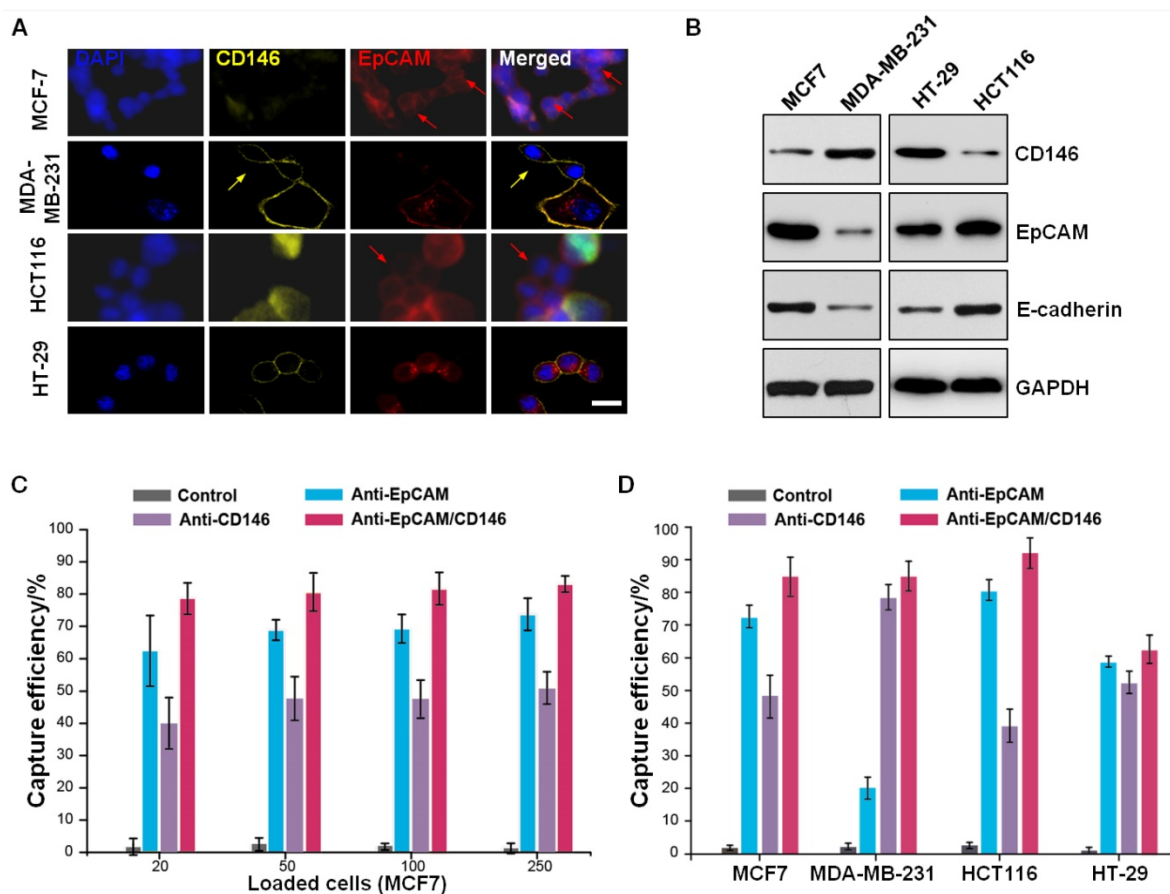 A
DAPI CD146 EpCAM Merged
MCF-7
MDA-
MB-231
HCT116
HT-29
B
MCF7 MDA-MB-231 HT-29 HCT116
CD146
EpCAM
E-cadherin
GAPDH
C
Control Anti-EpCAM
Anti-CD146 Anti-EpCAM/CD146
Capture efficiency/%
100
90
80
70
60
50
40
30
20
10
0
20 50 100 250
Loaded cells (MCF7)
D
Control Anti-EpCAM
Anti-CD146 Anti-EpCAM/CD146
Capture efficiency/%
100
90
80
70
60
50
40
30
20
10
0
MCF7 MDA-MB-231 HCT116 HT-29